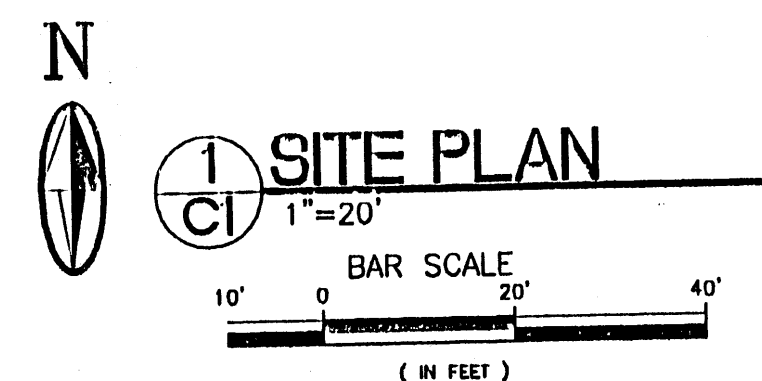 N
1 SITE PLAN
C1 1"=20'
BAR SCALE
10' 0 20' 40'
( IN FEET )